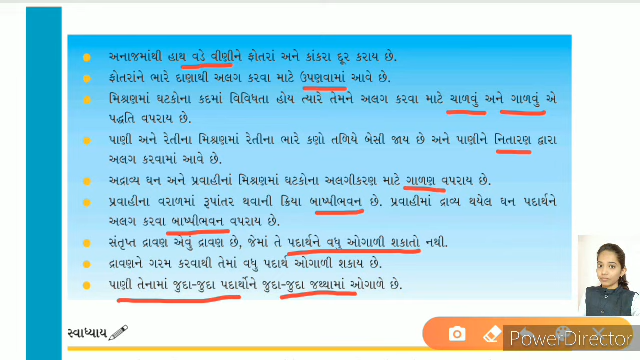 અનાજમાંથી હાથ વડે વીણીને ફોતરાં અને કાંકરા દૂર કરાય છે.
ફોતરાંને ભારે દાણાથી અલગ કરવા માટે ઉપણવામાં આવે છે.
મિશ્રણમાં ઘટકોના કદમાં વિવિધતા હોય ત્યારે તેમને અલગ કરવા માટે ચાળવું અને ગાળવું એ
પદ્ધતિ વપરાય છે.
પાણી અને રેતીના મિશ્રણમાં રેતીના ભારે કણો તળિયે બેસી જાય છે અને પાણીને નિતારણ દ્વારા
અલગ કરવામાં આવે છે.
અદ્રાવ્ય ઘન અને પ્રવાહીનાં મિશ્રણમાં ઘટકોના અલગીકરણ માટે ગાળણ વપરાય છે.
પ્રવાહીના વરાળમાં રૂપાંતર થવાની ક્રિયા બાષ્પીભવન છે. પ્રવાહીમાં દ્રાવ્ય થયેલ ઘન પદાર્થને
અલગ કરવા બાષ્પીભવન વપરાય છે.
સંતૃપ્ત દ્રાવણ એવું દ્રાવણ છે, જેમાં તે પદાર્થને વધુ ઓગાળી શકાતો નથી.
દ્રાવણને ગરમ કરવાથી તેમાં વધુ પદાર્થ ઓગાળી શકાય છે.
પાણી તેનામાં જુદા-જુદા પદાર્થોને જુદા-જુદા જથ્થામાં ઓગાળે છે.
સ્વાધ્યાય
PowerDirector